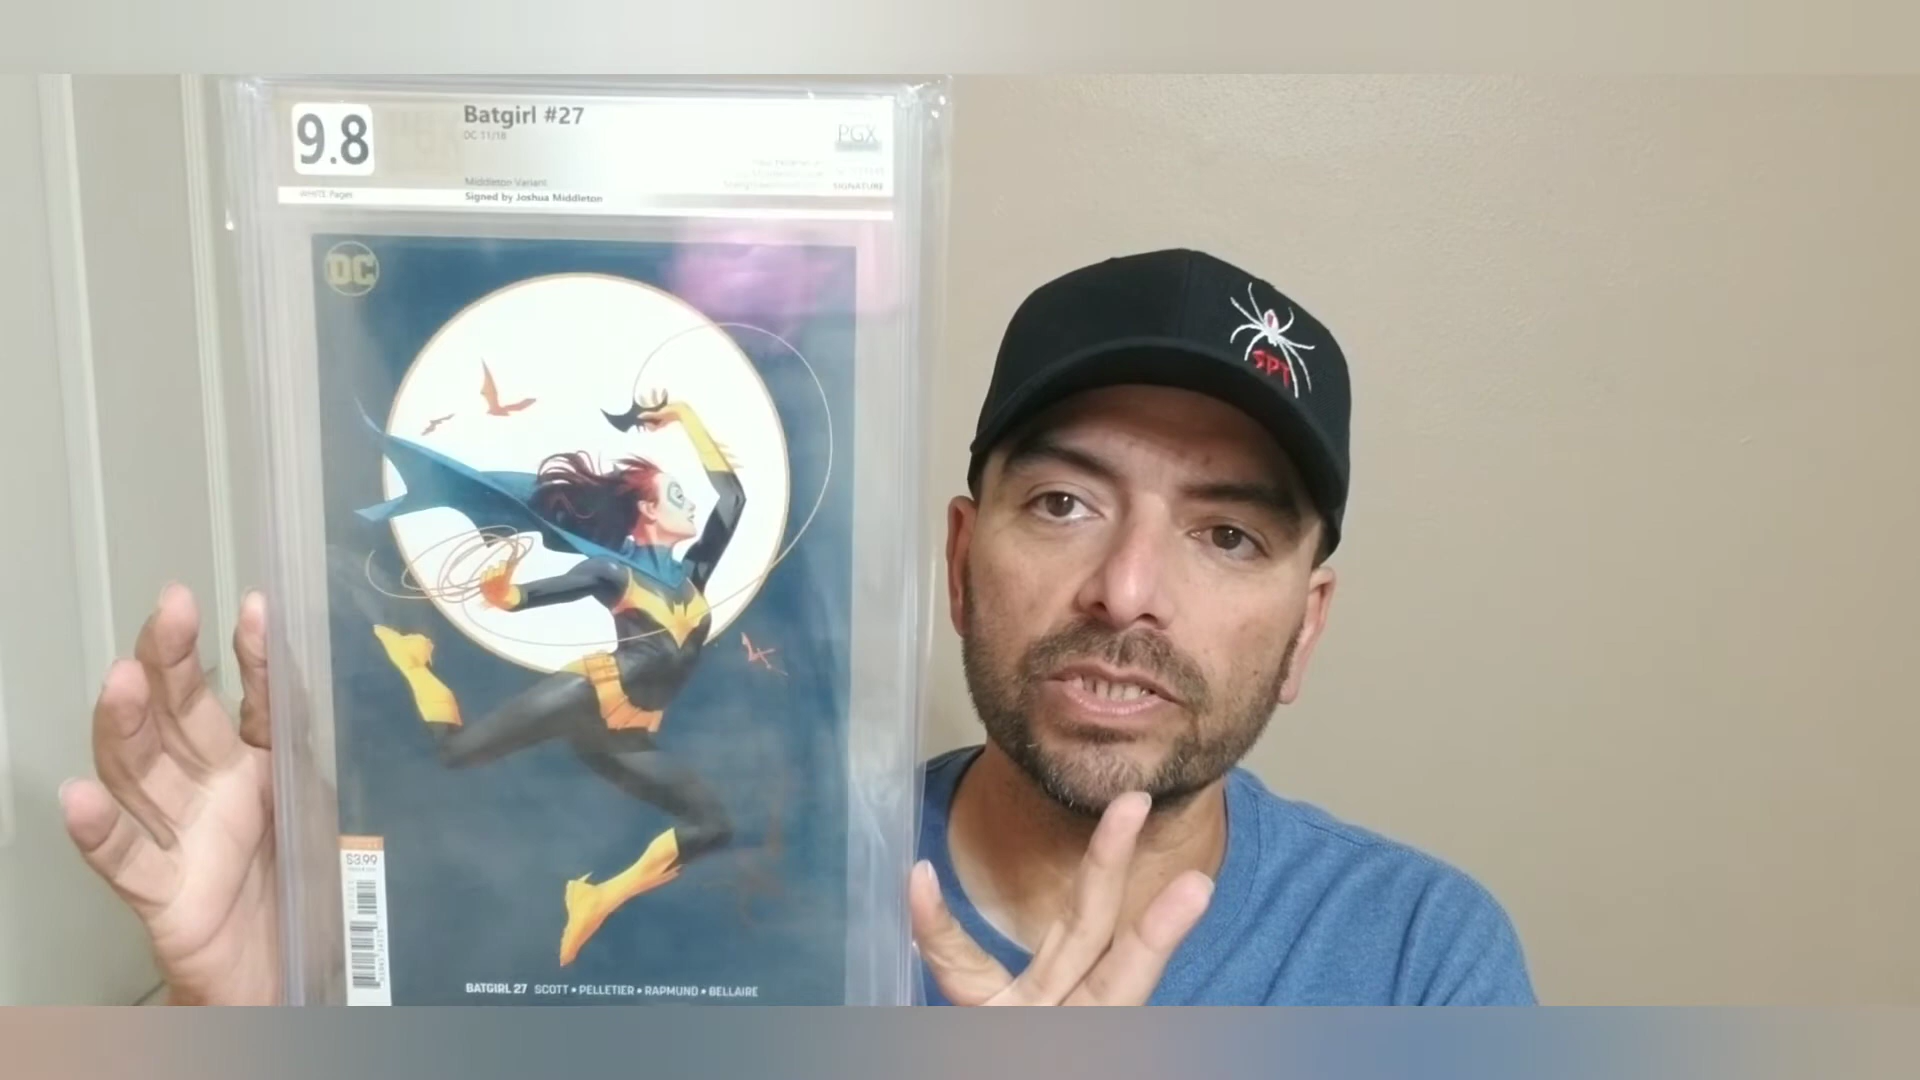 9.8
WHITE Pages
Batgirl #27
DC 11/18
Middleton Variant
Signed by Joshua Middleton
PGX
SIGNATURE
DC
SPT
$3.99
BATGIRL 27 SCOTT • PELLETIER • RAPMUND • BELLAIRE